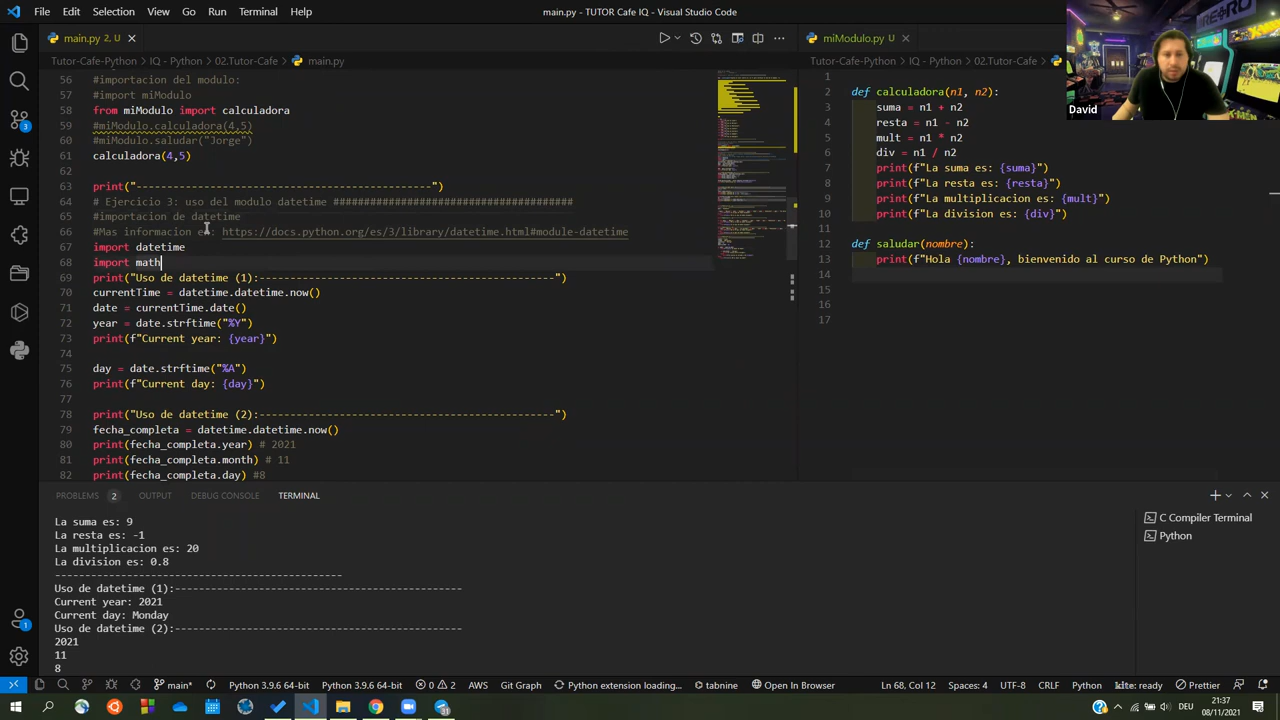 File Edit Selection View Go Run Terminal Help
main.py - TUTOR Cafe IQ - Visual Studio Code
main.py 2, U
Tutor-Cafe-Python > IQ - Python > 02.Tutor-Cafe > main.py
56 #importacion del modulo:
57 #import miModulo
58 from miModulo import calculadora
59 #miModulo.calculadora(4,5)
60 #miModulo.saludar("Jorge")
61 calculadora(4,5)
62
63 print("------------------------------------------------")
64 # Ejercicio 3: Uso del modulo datetime #######################################
65 #importacion de datetime
66 #Mas informacion en: https://docs.python.org/es/3/library/datetime.html#module-datetime
67 import datetime
68 import math
69 print("Uso de datetime (1):------------------------------------------------")
70 currentTime = datetime.datetime.now()
71 date = currentTime.date()
72 year = date.strftime("%Y")
73 print(f"Current year: {year}")
74
75 day = date.strftime("%A")
76 print(f"Current day: {day}")
77
78 print("Uso de datetime (2):------------------------------------------------")
79 fecha_completa = datetime.datetime.now()
80 print(fecha_completa.year) # 2021
81 print(fecha_completa.month) # 11
82 print(fecha_completa.day) #8
miModulo.py U
Tutor-Cafe-Python > IQ - Python > 02.Tutor-Cafe >
1
2 def calculadora(n1, n2):
3 suma = n1 + n2
4 resta = n1 - n2
5 mult = n1 * n2
6 div = n1 / n2
7 print(f"La suma es: {suma}")
8 print(f"La resta es: {resta}")
9 print(f"La multiplicacion es: {mult}")
10 print(f"La division es: {div}")
11
12 def saludar(nombre):
13 print(f"Hola {nombre}, bienvenido al curso de Python")
14
15
16
17
RETRO
David
PROBLEMS 2 OUTPUT DEBUG CONSOLE TERMINAL
La suma es: 9
La resta es: -1
La multiplicacion es: 20
La division es: 0.8
------------------------------------------------
Uso de datetime (1):---------------------------------
Current year: 2021
Current day: Monday
Uso de datetime (2):---------------------------------
2021
11
8
C Compiler Terminal
Python
main* Python 3.9.6 64-bit Python 3.9.6 64-bit 0 2 AWS Git Graph Python extension loading... tabnine Open In Browser Ln 68, Col 12 Spaces: 4 UTF-8 CRLF Python ready Prettier
DEU
21:37
08/11/2021